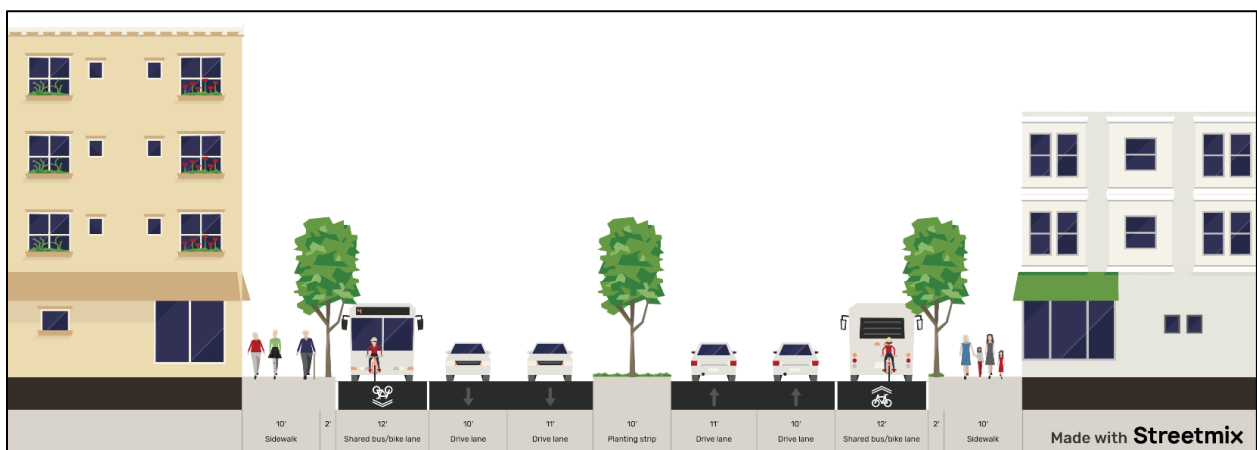 4
10' 2' 12' 10' 11' 10' 11' 10' 12' 2' 10'
Sidewalk Shared bus/bike lane Drive lane Drive lane Planting strip Drive lane Drive lane Shared bus/bike lane Sidewalk
Made with Streetmix